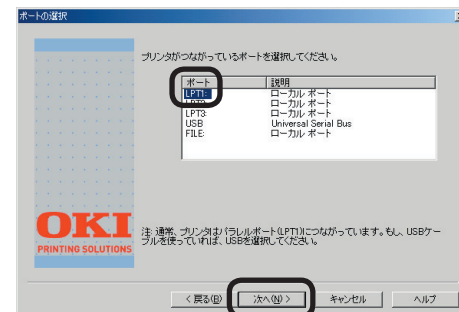 ポートの選択
プリンタがつながっているポートを選択してください。
ポート 説明
LPT1: ローカル ポート
LPT2: ローカル ポート
LPT3: ローカル ポート
USB Universal Serial Bus
FILE: ローカル ポート
OKI
PRINTING SOLUTIONS
注: 通常、プリンタはパラレルポート(LPT1)につながっています。もし、USBケー
ブルを使っていれば、USBを選択してください。
< 戻る(B) 次へ(N) > キャンセル ヘルプ